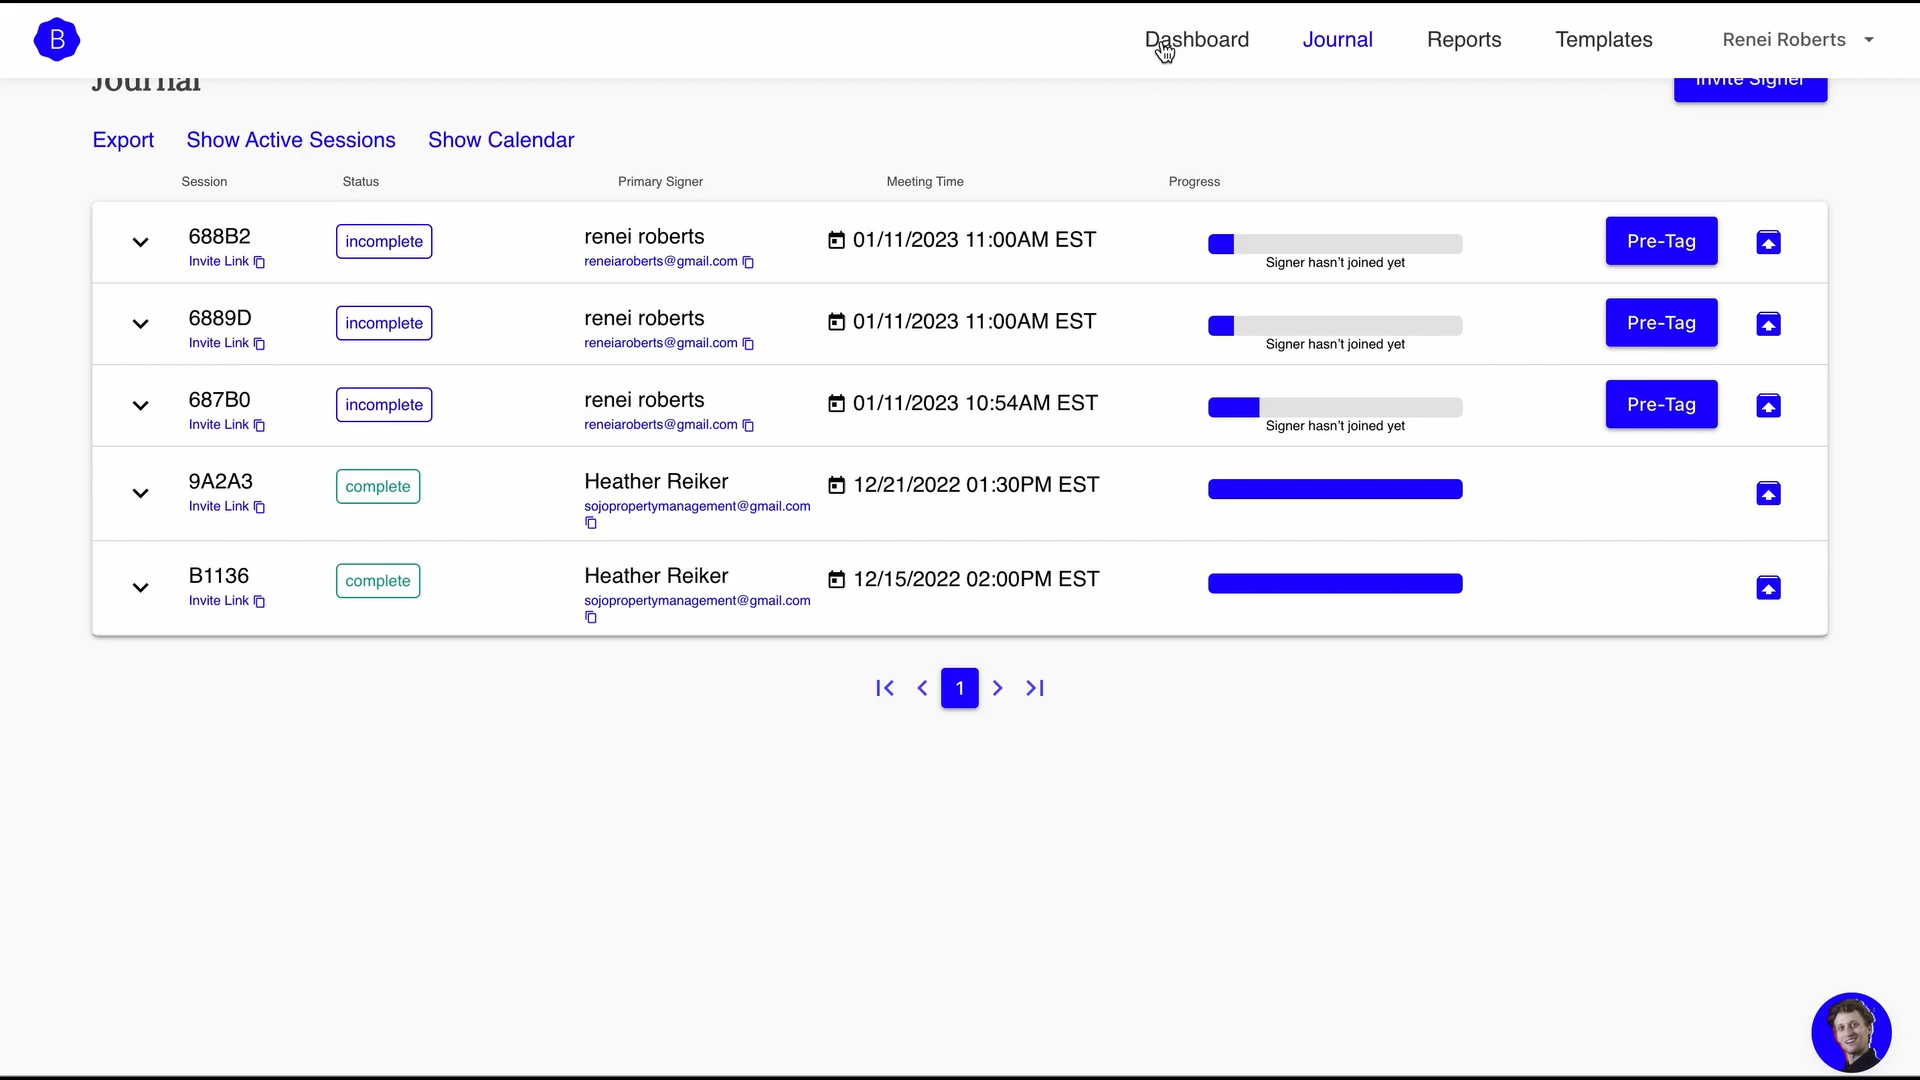 B
Dashboard
Journal
Reports
Templates
Renei Roberts
Journal
Invite Signer
Export
Show Active Sessions
Show Calendar
Session
Status
Primary Signer
Meeting Time
Progress
688B2
Invite Link
incomplete
renei roberts
reneiaroberts@gmail.com
01/11/2023 11:00AM EST
Signer hasn't joined yet
Pre-Tag
6889D
Invite Link
incomplete
renei roberts
reneiaroberts@gmail.com
01/11/2023 11:00AM EST
Signer hasn't joined yet
Pre-Tag
687B0
Invite Link
incomplete
renei roberts
reneiaroberts@gmail.com
01/11/2023 10:54AM EST
Signer hasn't joined yet
Pre-Tag
9A2A3
Invite Link
complete
Heather Reiker
sojopropertymanagement@gmail.com
12/21/2022 01:30PM EST
B1136
Invite Link
complete
Heather Reiker
sojopropertymanagement@gmail.com
12/15/2022 02:00PM EST
1